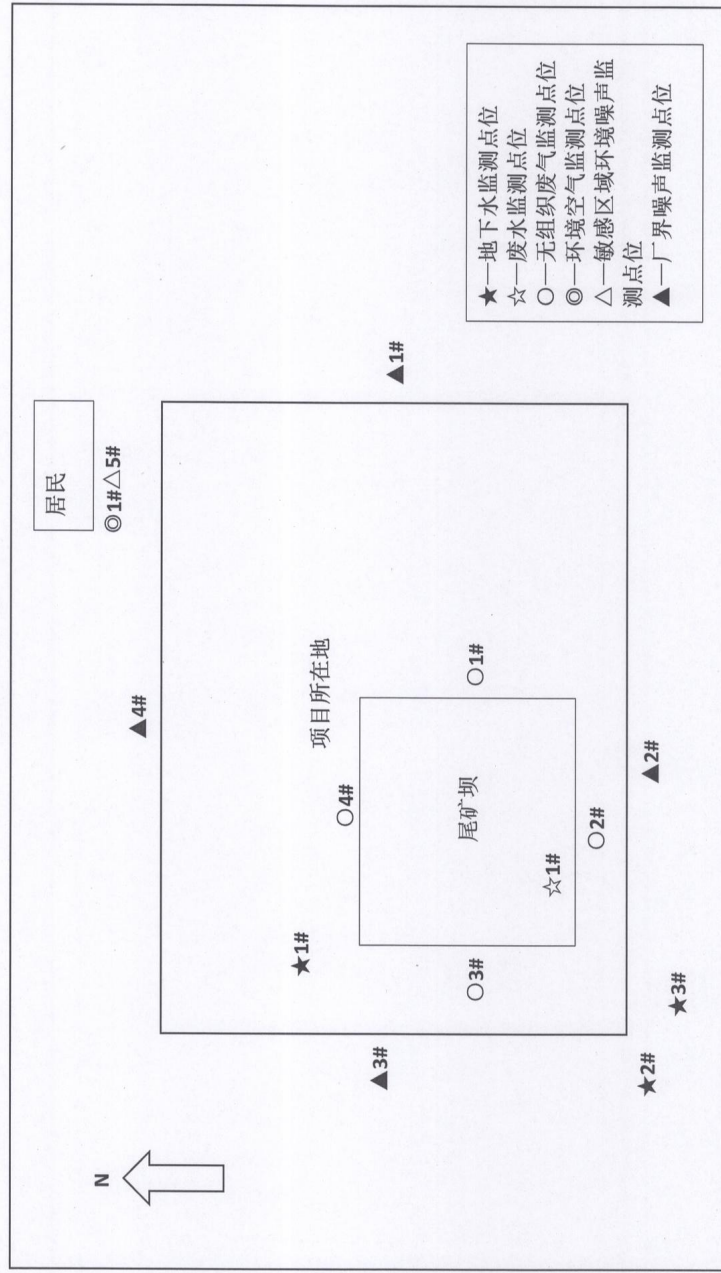 N
居民
◎1#△5#
▲4#
项目所在地
★1#
○4#
▲3#
▲1#
○3#
尾矿坝
○1#
☆1#
○2#
★2#
★3#
▲2#
★—地下水监测点位
☆—废水监测点位
○—无组织废气监测点位
◎—环境空气监测点位
△—敏感区域环境噪声监
测点位
▲—厂界噪声监测点位